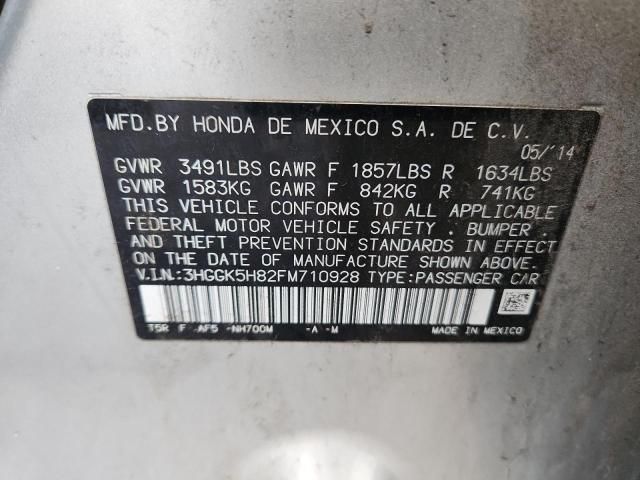 MFD.BY HONDA DE MEXICO S.A. DE C.V.
05/'14
GVWR 3491LBS GAWR F 1857LBS R 1634LBS
GVWR 1583KG GAWR F 842KG R 741KG
THIS VEHICLE CONFORMS TO ALL APPLICABLE
FEDERAL MOTOR VEHICLE SAFETY . BUMPER .
AND THEFT PREVENTION STANDARDS IN EFFECT
ON THE DATE OF MANUFACTURE SHOWN ABOVE.
V.I.N.:3HGGK5H82FM710928 TYPE:PASSENGER CAR
T5R F AF5 -NH700M -A -M MADE IN MEXICO